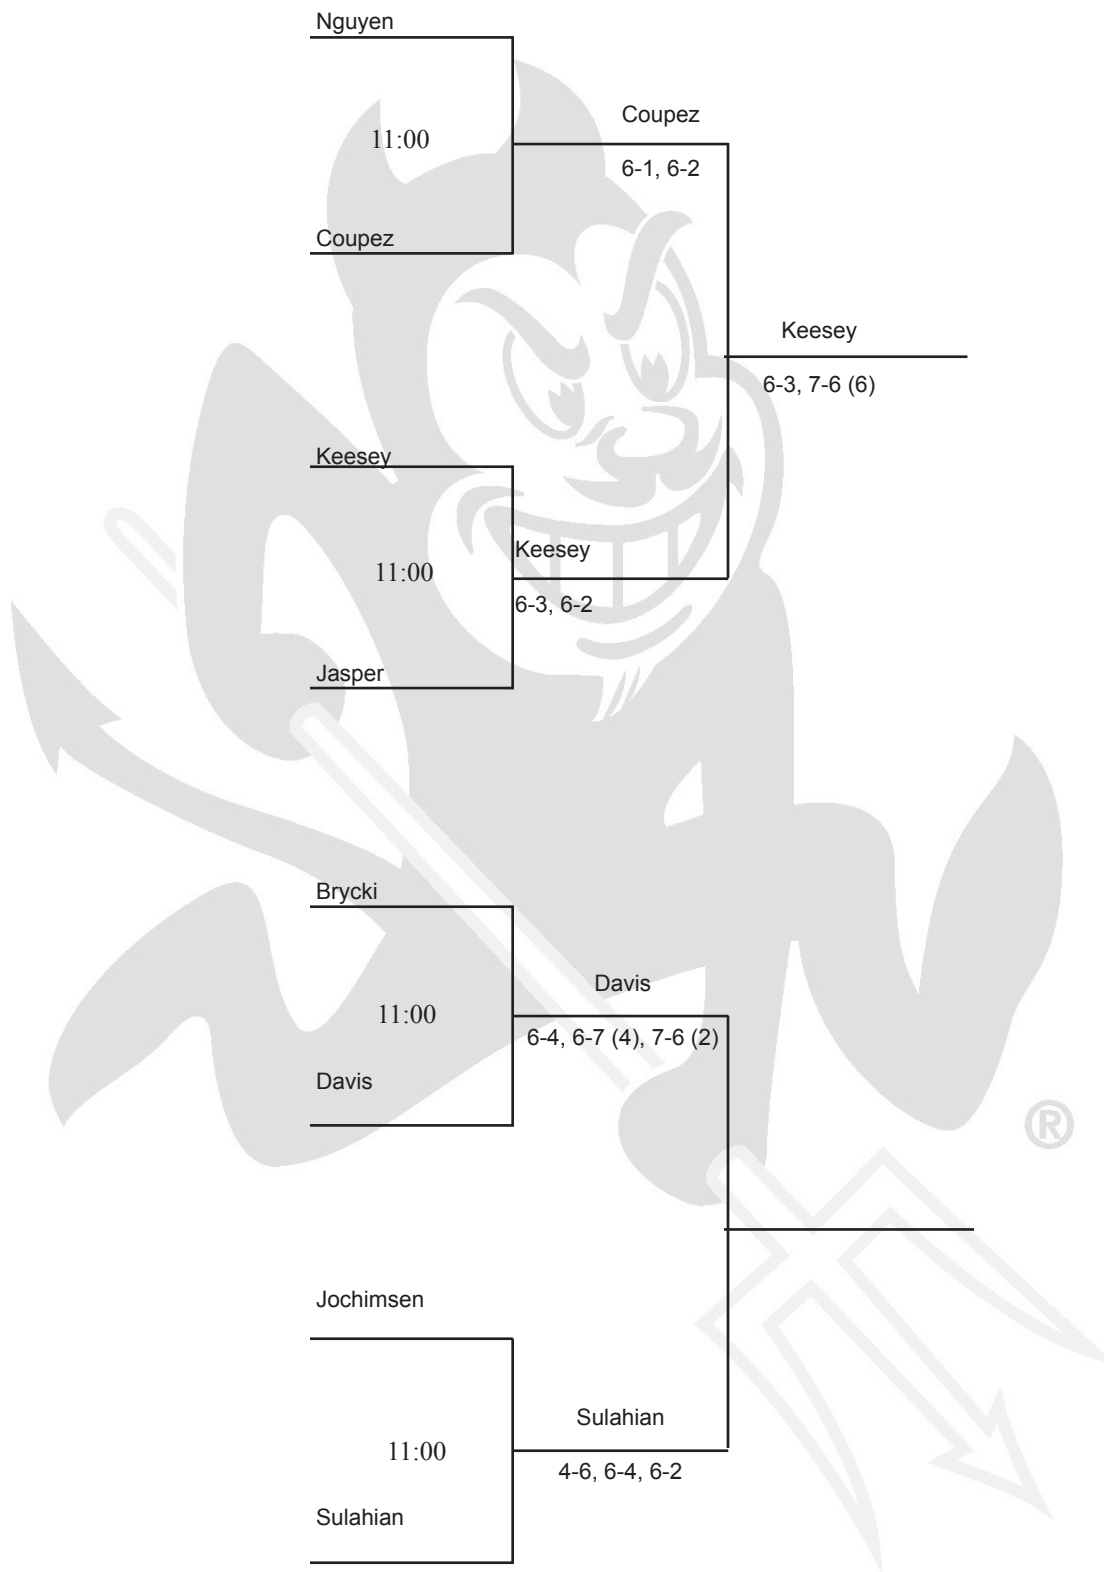 Nguyen
11:00
Coupez
6-1, 6-2
Coupez
Keesey
6-3, 7-6 (6)
Keesey
11:00
Keesey
6-3, 6-2
Jasper
Brycki
11:00
Davis
6-4, 6-7 (4), 7-6 (2)
Davis
®
Jochimsen
11:00
Sulahian
4-6, 6-4, 6-2
Sulahian